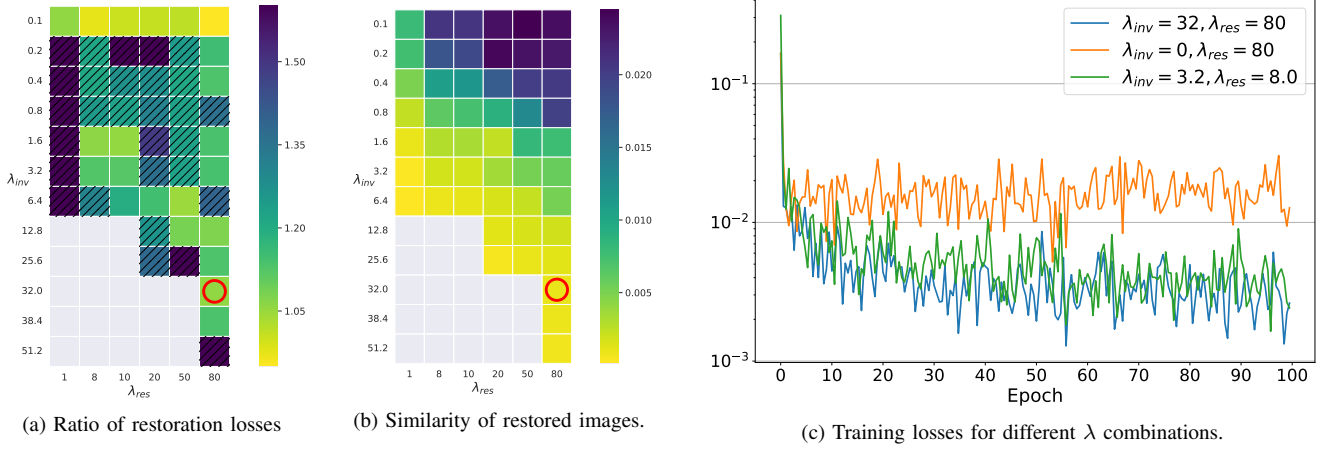 0.1
0.2
0.4
0.8
1.6
3.2
6.4
12.8
25.6
32.0
38.4
51.2
λinv
1 8 10 20 50 80
λres
1.50
1.35
1.20
1.05
(a) Ratio of restoration losses
0.1
0.2
0.4
0.8
1.6
3.2
6.4
12.8
25.6
32.0
38.4
51.2
λinv
1 8 10 20 50 80
λres
0.020
0.015
0.010
0.005
(b) Similarity of restored images.
λinv = 32, λres = 80
λinv = 0, λres = 80
λinv = 3.2, λres = 8.0
10⁻¹
10⁻²
10⁻³
0 10 20 30 40 50 60 70 80 90 100
Epoch
(c) Training losses for different λ combinations.